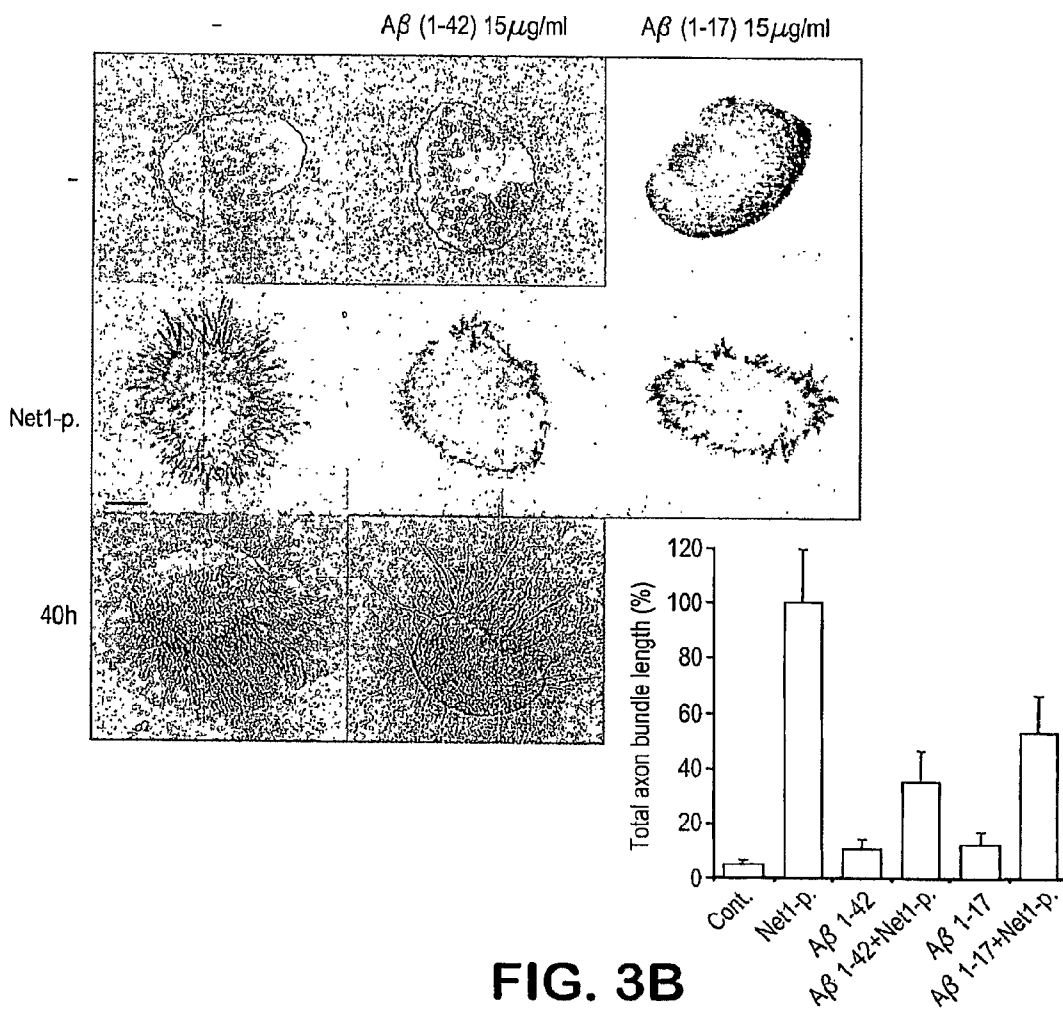 - Aβ (1-42) 15μg/ml Aβ (1-17) 15μg/ml
-
Net1-p.
40h
Total axon bundle length (%)
120
100
80
60
40
20
0
Cont.
Net1-p.
Aβ 1-42
Aβ 1-42+Net1-p.
Aβ 1-17
Aβ 1-17+Net1-p.
FIG. 3B